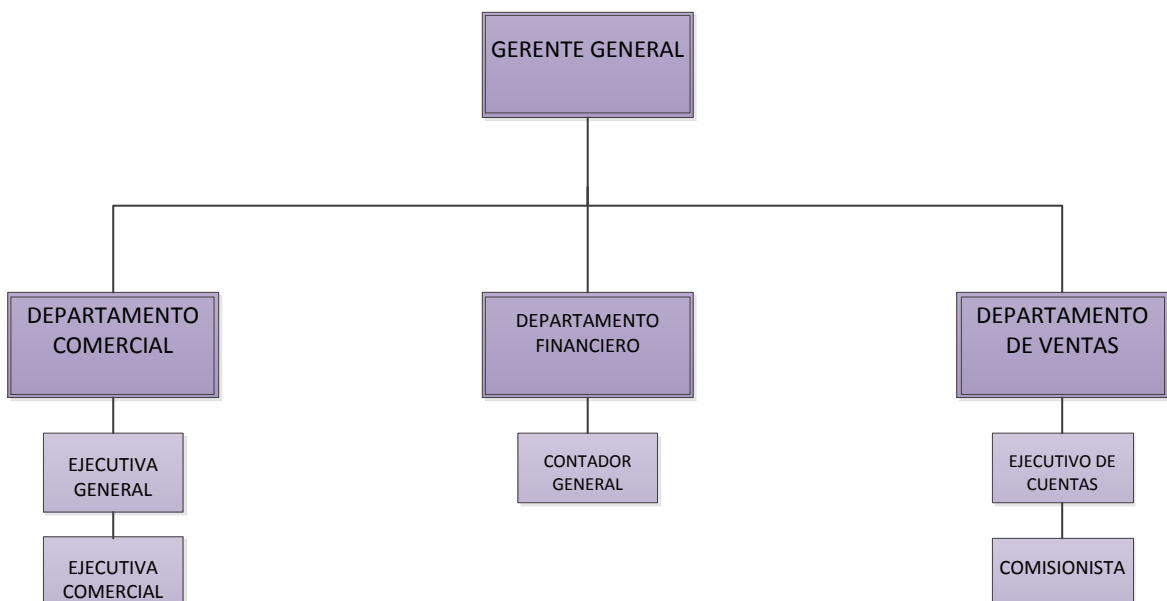 GERENTE GENERAL
DEPARTAMENTO
COMERCIAL
DEPARTAMENTO
FINANCIERO
DEPARTAMENTO
DE VENTAS
EJECUTIVA
GENERAL
CONTADOR
GENERAL
EJECUTIVO DE
CUENTAS
EJECUTIVA
COMERCIAL
COMISIONISTA